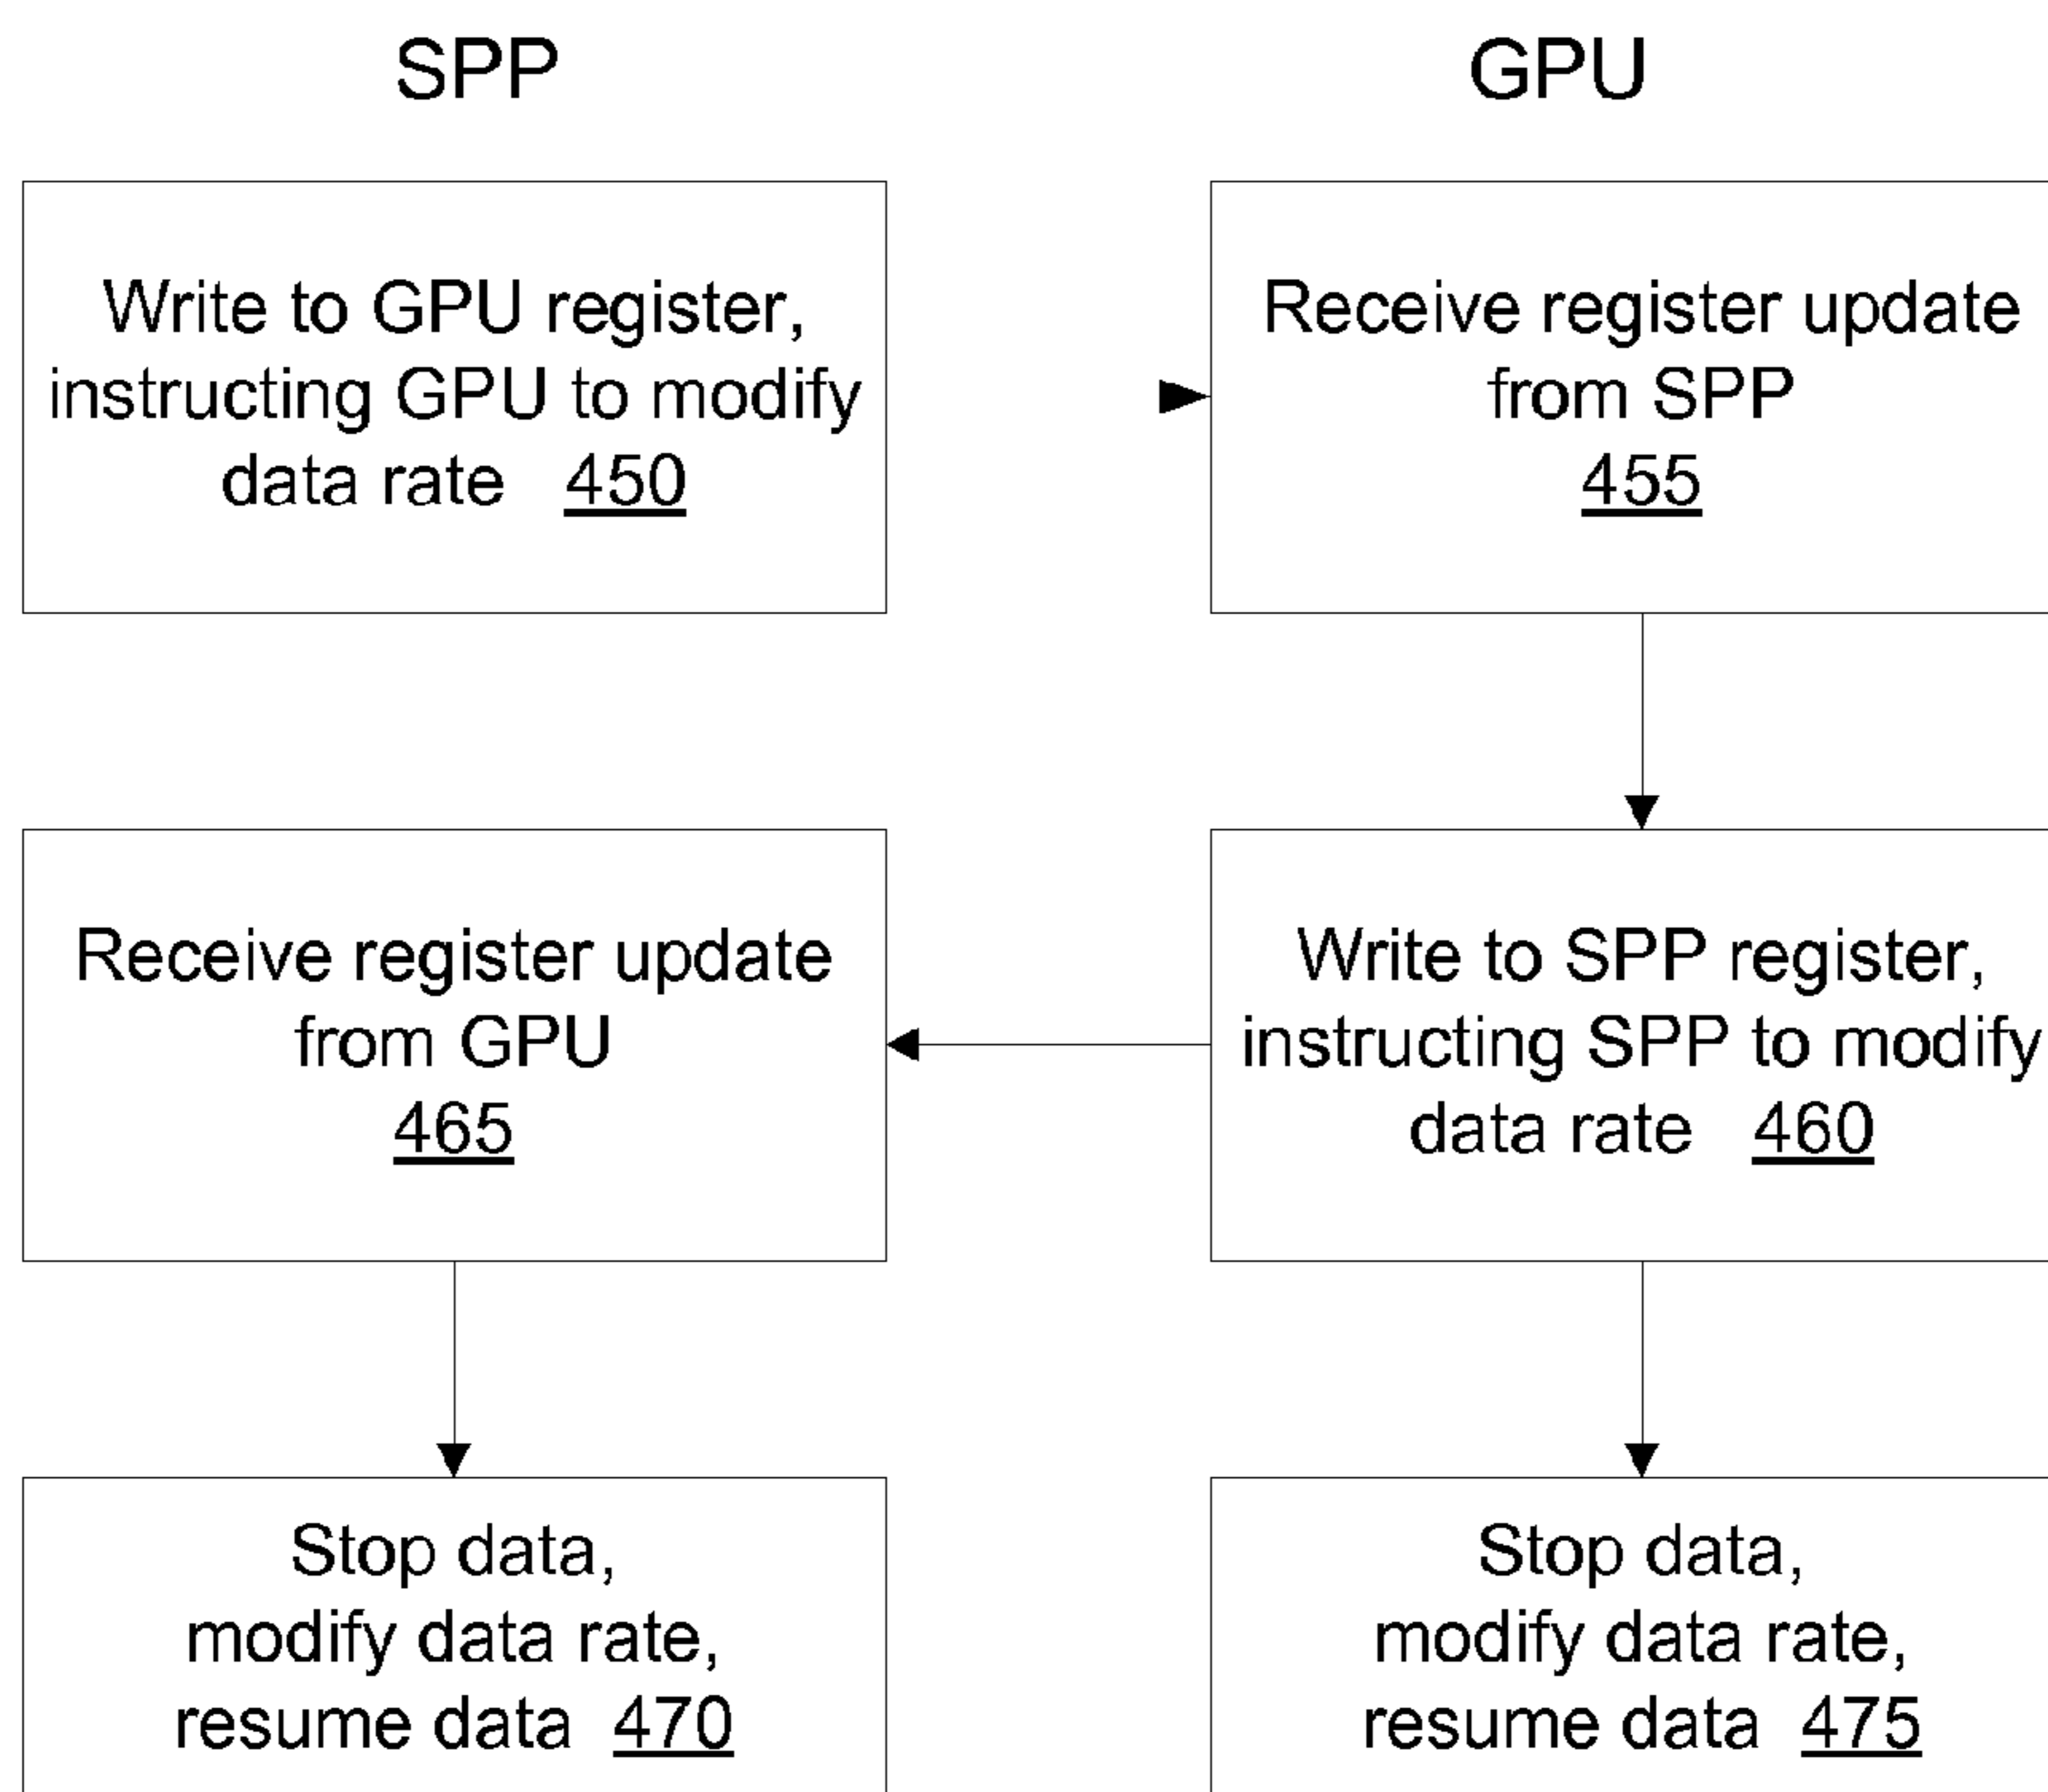 SPP
GPU
Write to GPU register,
instructing GPU to modify
data rate 450
Receive register update
from SPP
455
Receive register update
from GPU
465
Write to SPP register,
instructing SPP to modify
data rate 460
Stop data,
modify data rate,
resume data 470
Stop data,
modify data rate,
resume data 475